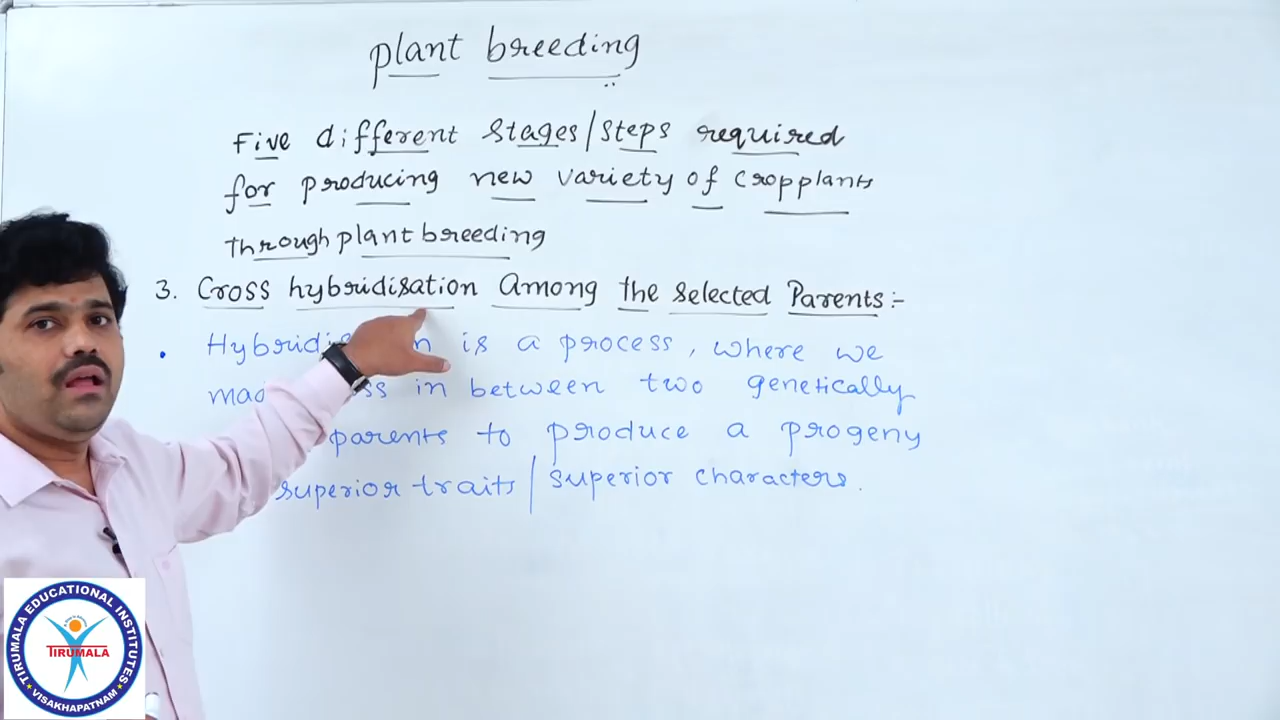 plant breeding
Five different stages/steps required
for producing new variety of cropplants
through plant breeding
3. Cross hybridisation Among the selected Parents:-
is a process, where we
in between two genetically
parents to produce a progeny
superior traits/superior characters.
TIRUMALA EDUCATIONAL INSTITUTES
TIRUMALA
VISAKHAPATNAM